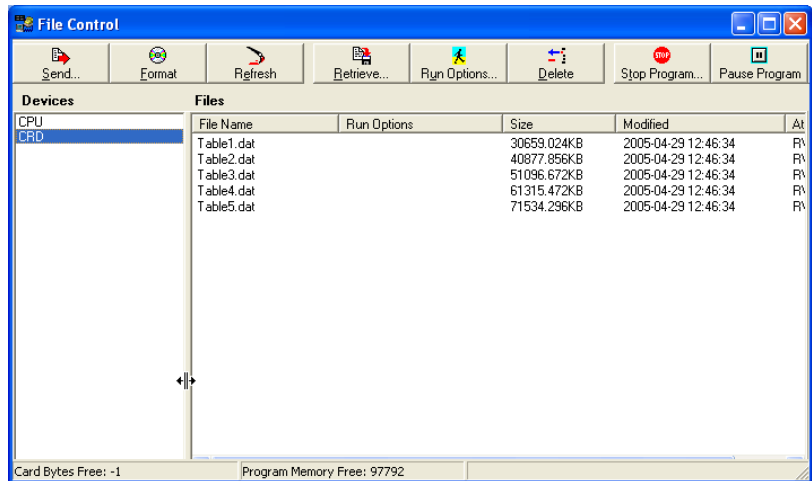 File Control
Send... Format Refresh Retrieve... Run Options... Delete STOP Stop Program... Pause Program
Devices Files
CPU
CRD
File Name Run Options Size Modified At
Table1.dat 30659.024KB 2005-04-29 12:46:34 R
Table2.dat 40877.856KB 2005-04-29 12:46:34 R
Table3.dat 51096.672KB 2005-04-29 12:46:34 R
Table4.dat 61315.472KB 2005-04-29 12:46:34 R
Table5.dat 71534.296KB 2005-04-29 12:46:34 R
Card Bytes Free: -1 Program Memory Free: 97792